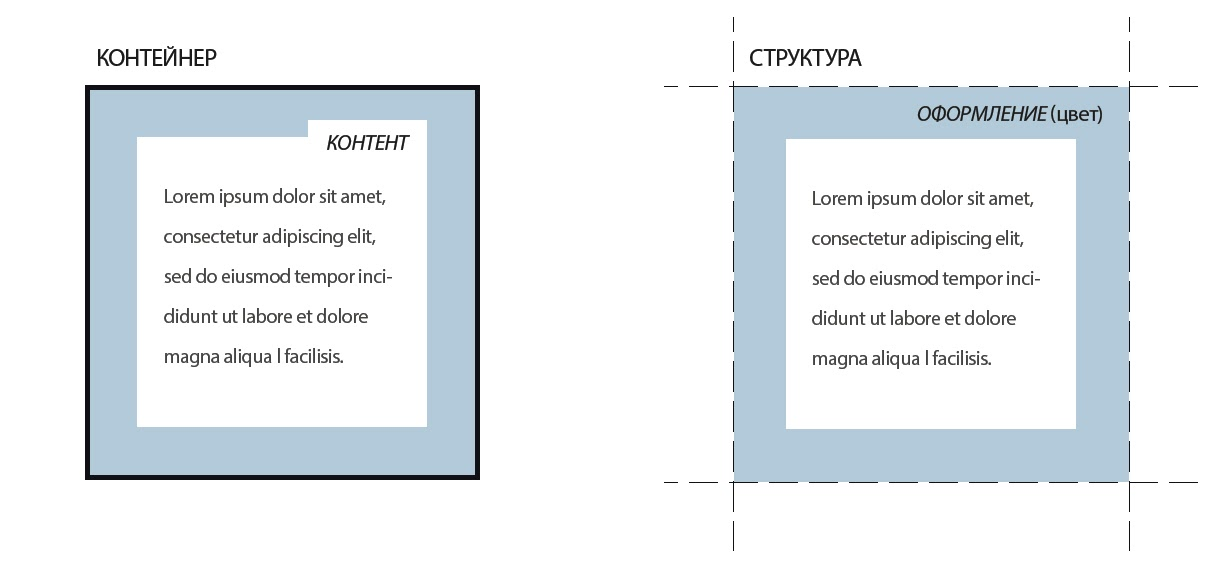 КОНТЕЙНЕР
КОНТЕНТ
Lorem ipsum dolor sit amet,
consectetur adipiscing elit,
sed do eiusmod tempor inci-
didunt ut labore et dolore
magna aliqua l facilisis.
СТРУКТУРА
ОФОРМЛЕНИЕ (цвет)
Lorem ipsum dolor sit amet,
consectetur adipiscing elit,
sed do eiusmod tempor inci-
didunt ut labore et dolore
magna aliqua l facilisis.